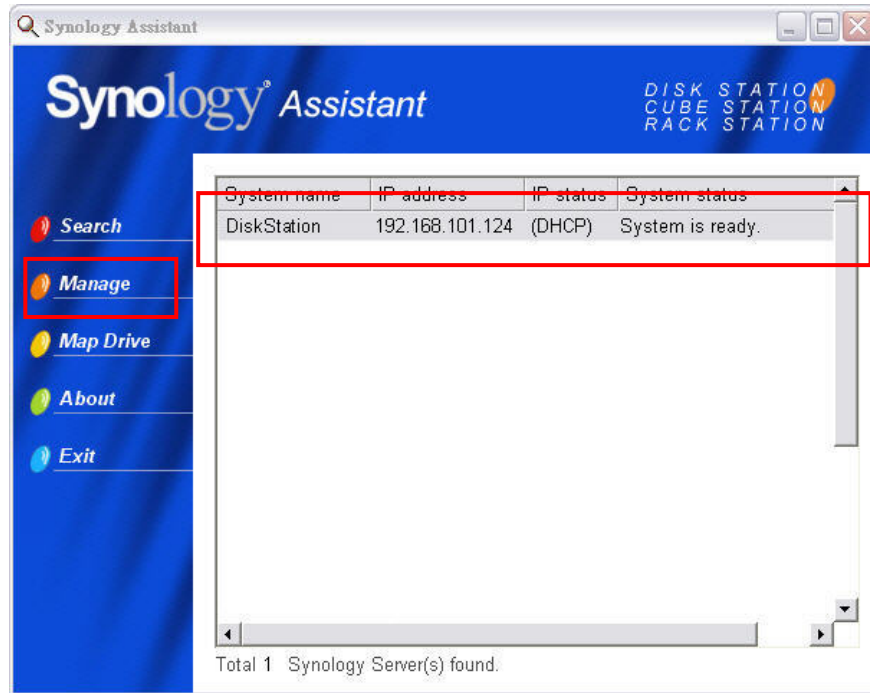 Synology Assistant
Synology® Assistant
DISK STATION
CUBE STATION
RACK STATION
System name IP address IP status System status
DiskStation 192.168.101.124 (DHCP) System is ready.
Search
Manage
Map Drive
About
Exit
Total 1 Synology Server(s) found.